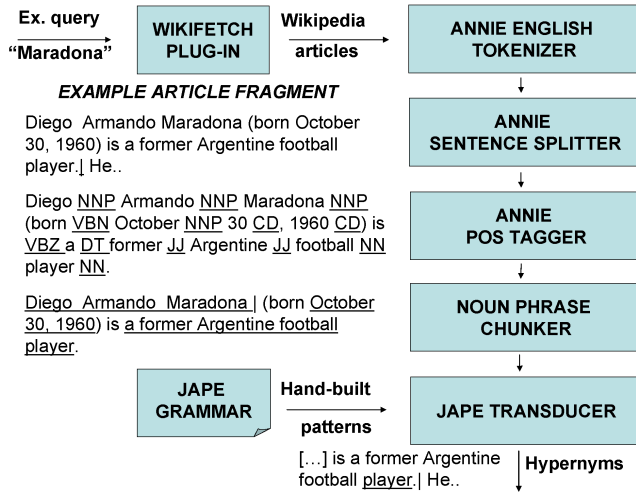 Ex. query
“Maradona”
WIKIFETCH
PLUG-IN
Wikipedia
articles
ANNIE ENGLISH
TOKENIZER
EXAMPLE ARTICLE FRAGMENT
Diego Armando Maradona (born October
30, 1960) is a former Argentine football
player.| He..
ANNIE
SENTENCE SPLITTER
Diego NNP Armando NNP Maradona NNP
(born VBN October NNP 30 CD, 1960 CD) is
VBZ a DT former JJ Argentine JJ football NN
player NN.
ANNIE
POS TAGGER
Diego Armando Maradona | (born October
30, 1960) is a former Argentine football
player.
NOUN PHRASE
CHUNKER
JAPE
GRAMMAR
Hand-built
patterns
JAPE TRANSDUCER
[...] is a former Argentine
football player.| He..
Hypernyms